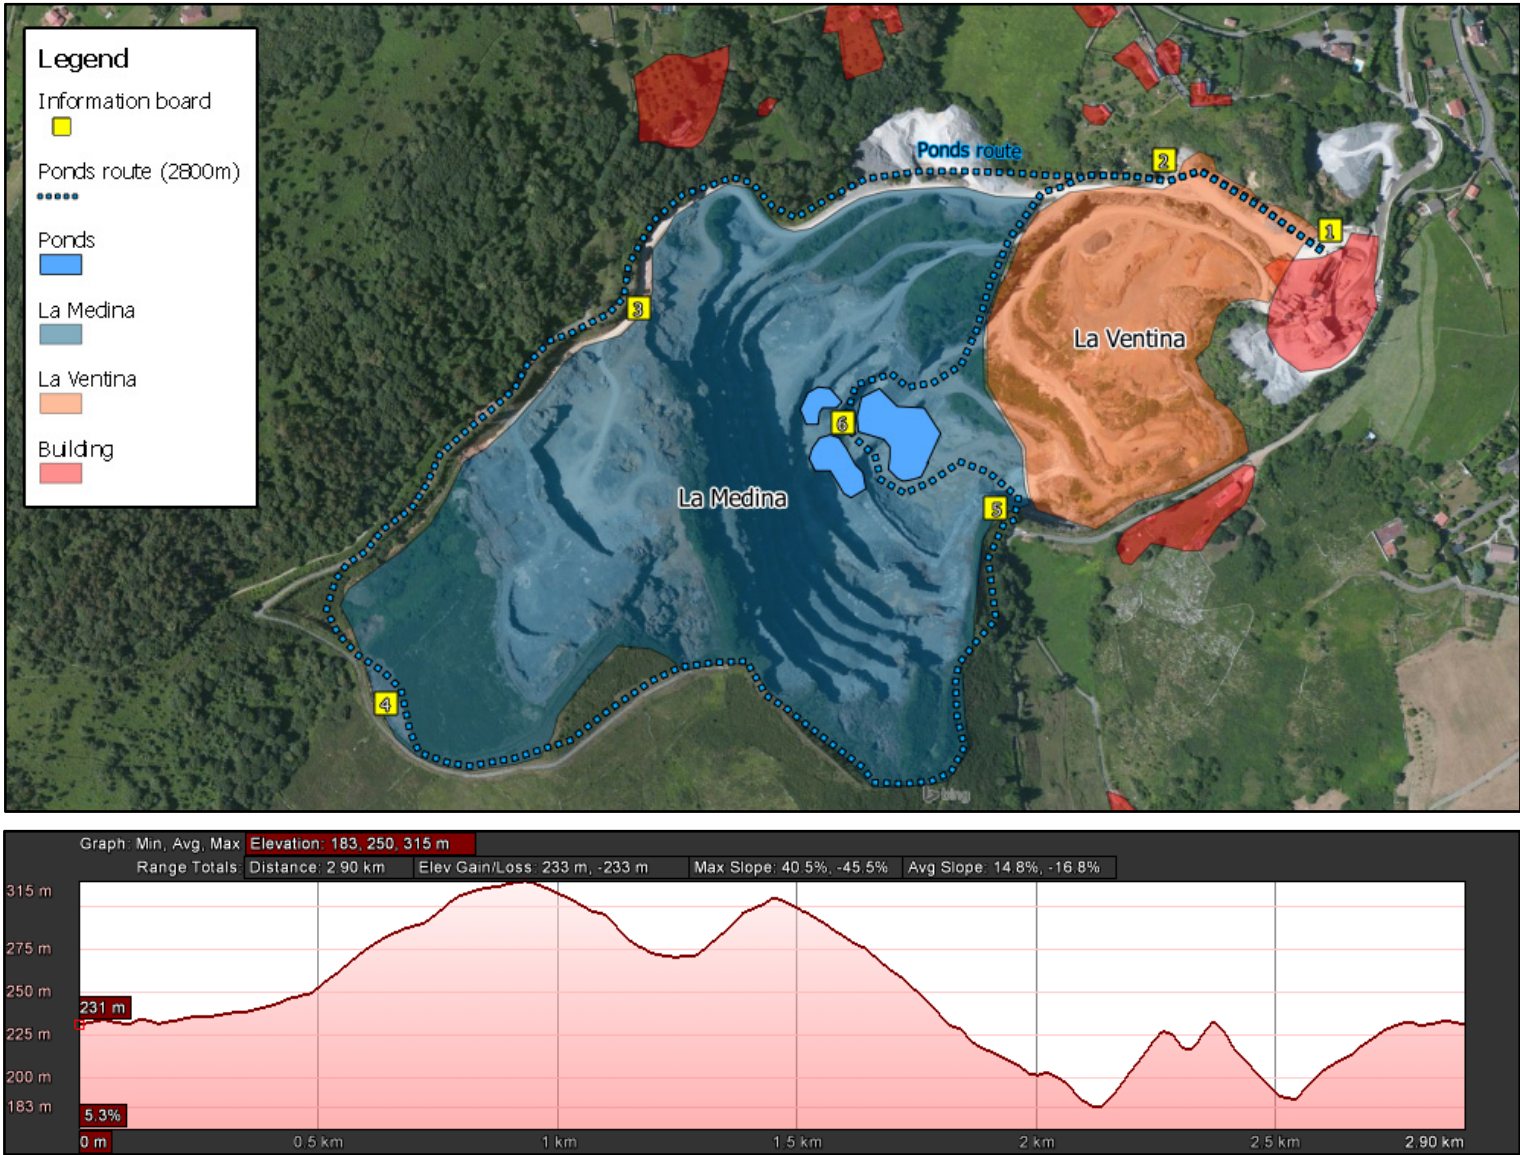 Legend
Information board
Ponds route (2800m)
Ponds
La Medina
La Ventina
Building
Ponds route
2
1
3
La Ventina
6
La Medina
5
4
bing
Graph: Min, Avg, Max Elevation: 183, 250, 315 m
Range Totals: Distance: 2.90 km Elev Gain/Loss: 233 m, -233 m Max Slope: 40.5%, -45.5% Avg Slope: 14.8%, -16.8%
315 m
275 m
250 m
231 m
225 m
200 m
183 m
5.3%
0 m 0.5 km 1 km 1.5 km 2 km 2.5 km 2.90 km